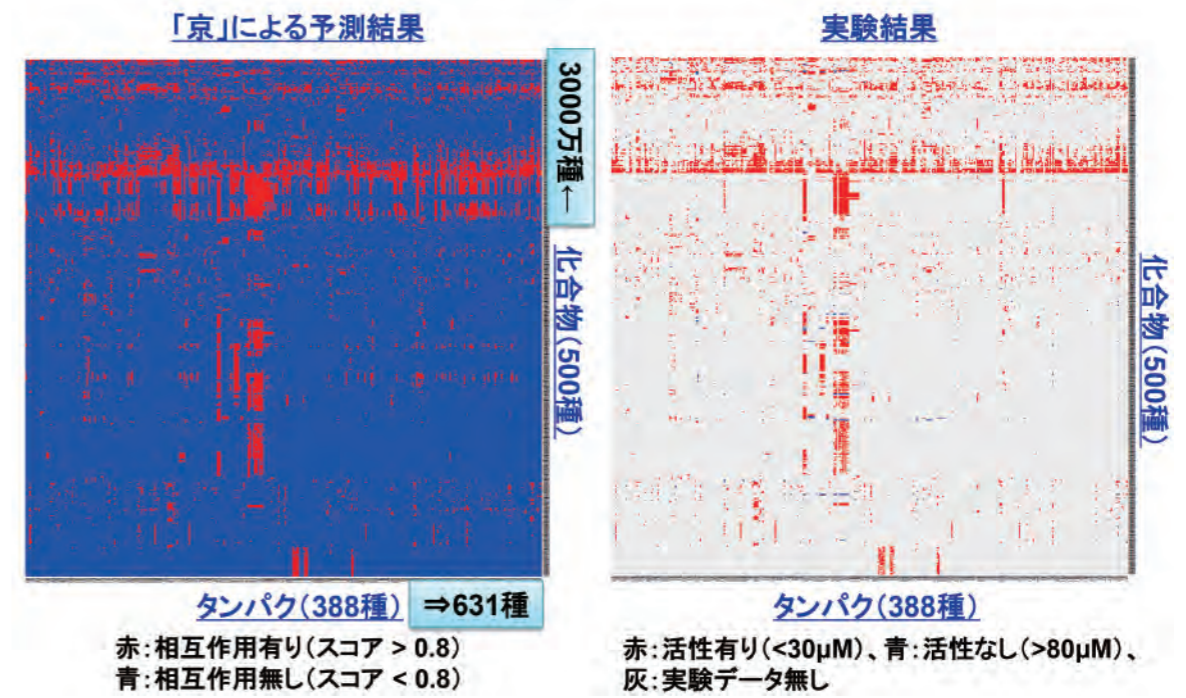 「京」による予測結果
3000万種←
化合物(500種)
タンパク(388種)
⇒631種
赤:相互作用有り(スコア > 0.8)
青:相互作用無し(スコア < 0.8)
実験結果
化合物(500種)
タンパク(388種)
赤:活性有り(<30μM)、青:活性なし(>80μM)、
灰:実験データ無し